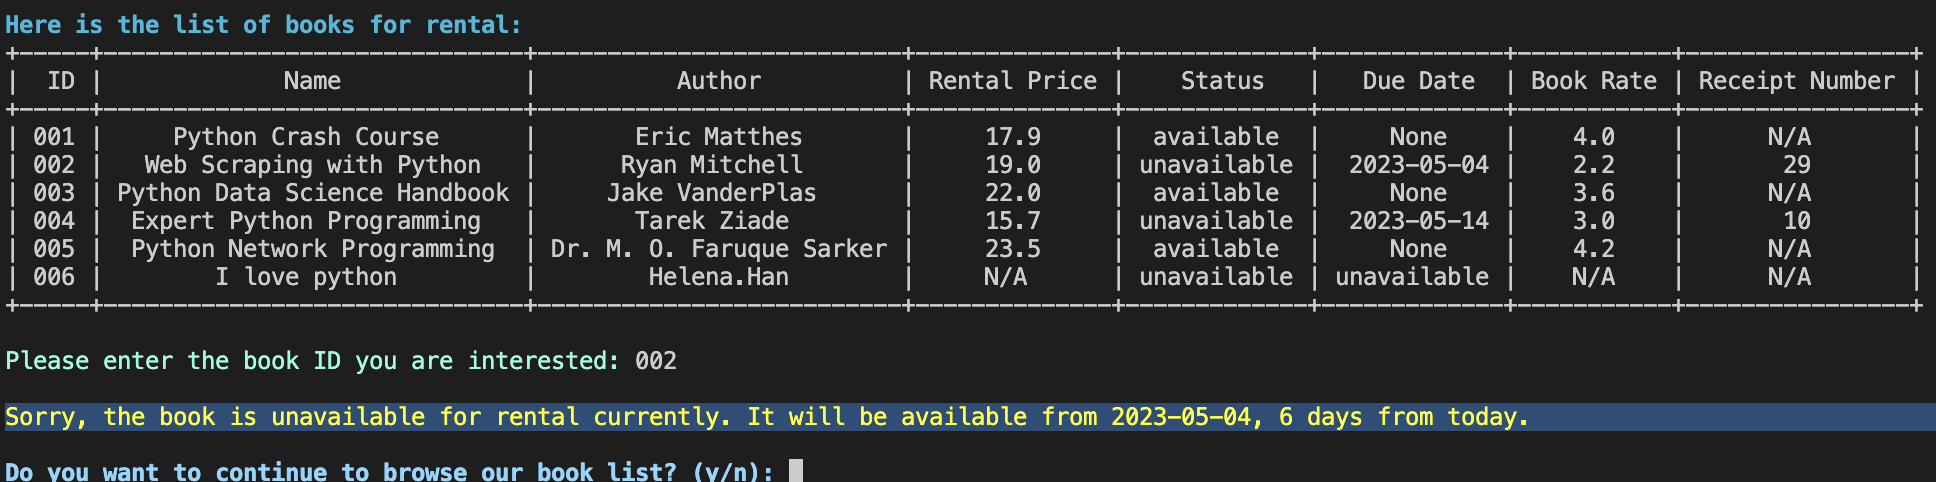 Here is the list of books for rental:
+-----+------------------------------+--------------------------+--------------+-------------+-------------+-----------+----------------+
| ID | Name | Author | Rental Price | Status | Due Date | Book Rate | Receipt Number |
+-----+------------------------------+--------------------------+--------------+-------------+-------------+-----------+----------------+
| 001 | Python Crash Course | Eric Matthes | 17.9 | available | None | 4.0 | N/A |
| 002 | Web Scraping with Python | Ryan Mitchell | 19.0 | unavailable | 2023-05-04 | 2.2 | 29 |
| 003 | Python Data Science Handbook | Jake VanderPlas | 22.0 | available | None | 3.6 | N/A |
| 004 | Expert Python Programming | Tarek Ziade | 15.7 | unavailable | 2023-05-14 | 3.0 | 10 |
| 005 | Python Network Programming | Dr. M. O. Faruque Sarker | 23.5 | available | None | 4.2 | N/A |
| 006 | I love python | Helena.Han | N/A | unavailable | unavailable | N/A | N/A |
+-----+------------------------------+--------------------------+--------------+-------------+-------------+-----------+----------------+
Please enter the book ID you are interested: 002
Sorry, the book is unavailable for rental currently. It will be available from 2023-05-04, 6 days from today.
Do you want to continue to browse our book list? (y/n):